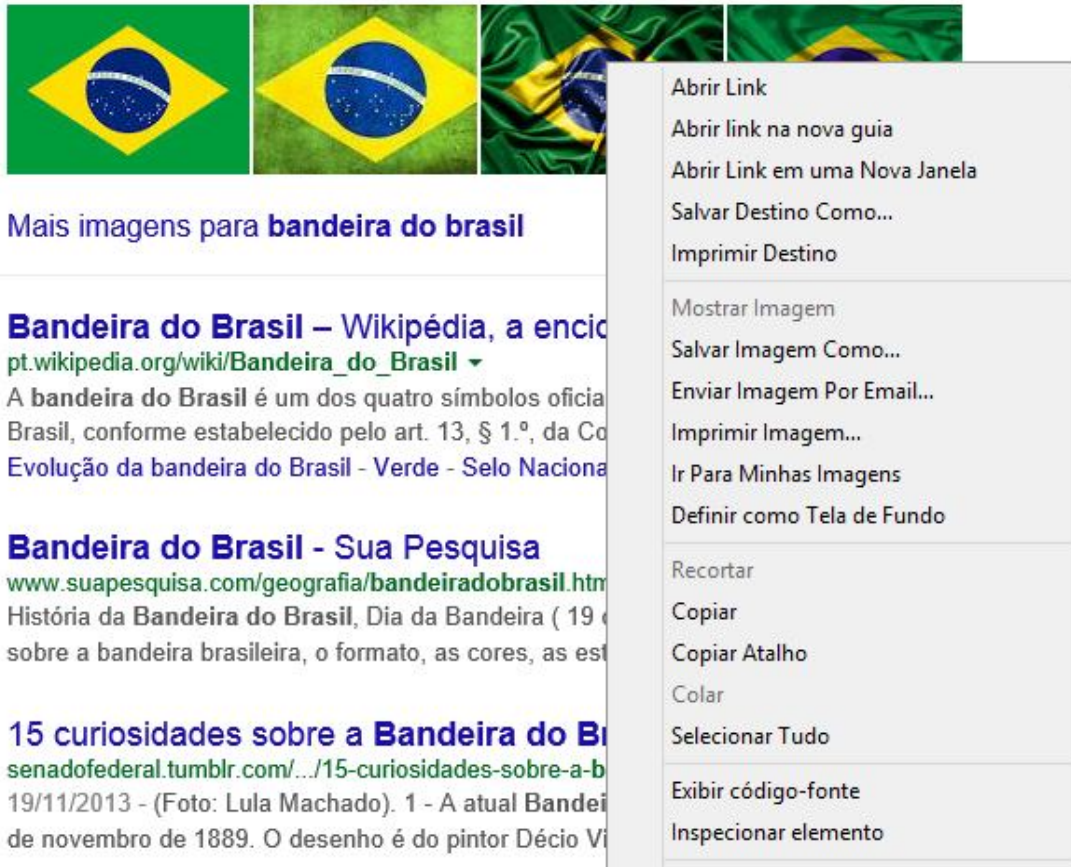 Mais imagens para bandeira do brasil
Bandeira do Brasil – Wikipédia, a encic
pt.wikipedia.org/wiki/Bandeira_do_Brasil
A bandeira do Brasil é um dos quatro símbolos oficia
Brasil, conforme estabelecido pelo art. 13, § 1.º, da Co
Evolução da bandeira do Brasil - Verde - Selo Naciona
Bandeira do Brasil - Sua Pesquisa
www.suapesquisa.com/geografia/bandeiradobrasil.htm
História da Bandeira do Brasil, Dia da Bandeira ( 19
sobre a bandeira brasileira, o formato, as cores, as est
15 curiosidades sobre a Bandeira do Br
senadofederal.tumblr.com/.../15-curiosidades-sobre-a-b
19/11/2013 - (Foto: Lula Machado). 1 - A atual Bandei
de novembro de 1889. O desenho é do pintor Décio Vi
Abrir Link
Abrir link na nova guia
Abrir Link em uma Nova Janela
Salvar Destino Como...
Imprimir Destino
Mostrar Imagem
Salvar Imagem Como...
Enviar Imagem Por Email...
Imprimir Imagem...
Ir Para Minhas Imagens
Definir como Tela de Fundo
Recortar
Copiar
Copiar Atalho
Colar
Selecionar Tudo
Exibir código-fonte
Inspecionar elemento